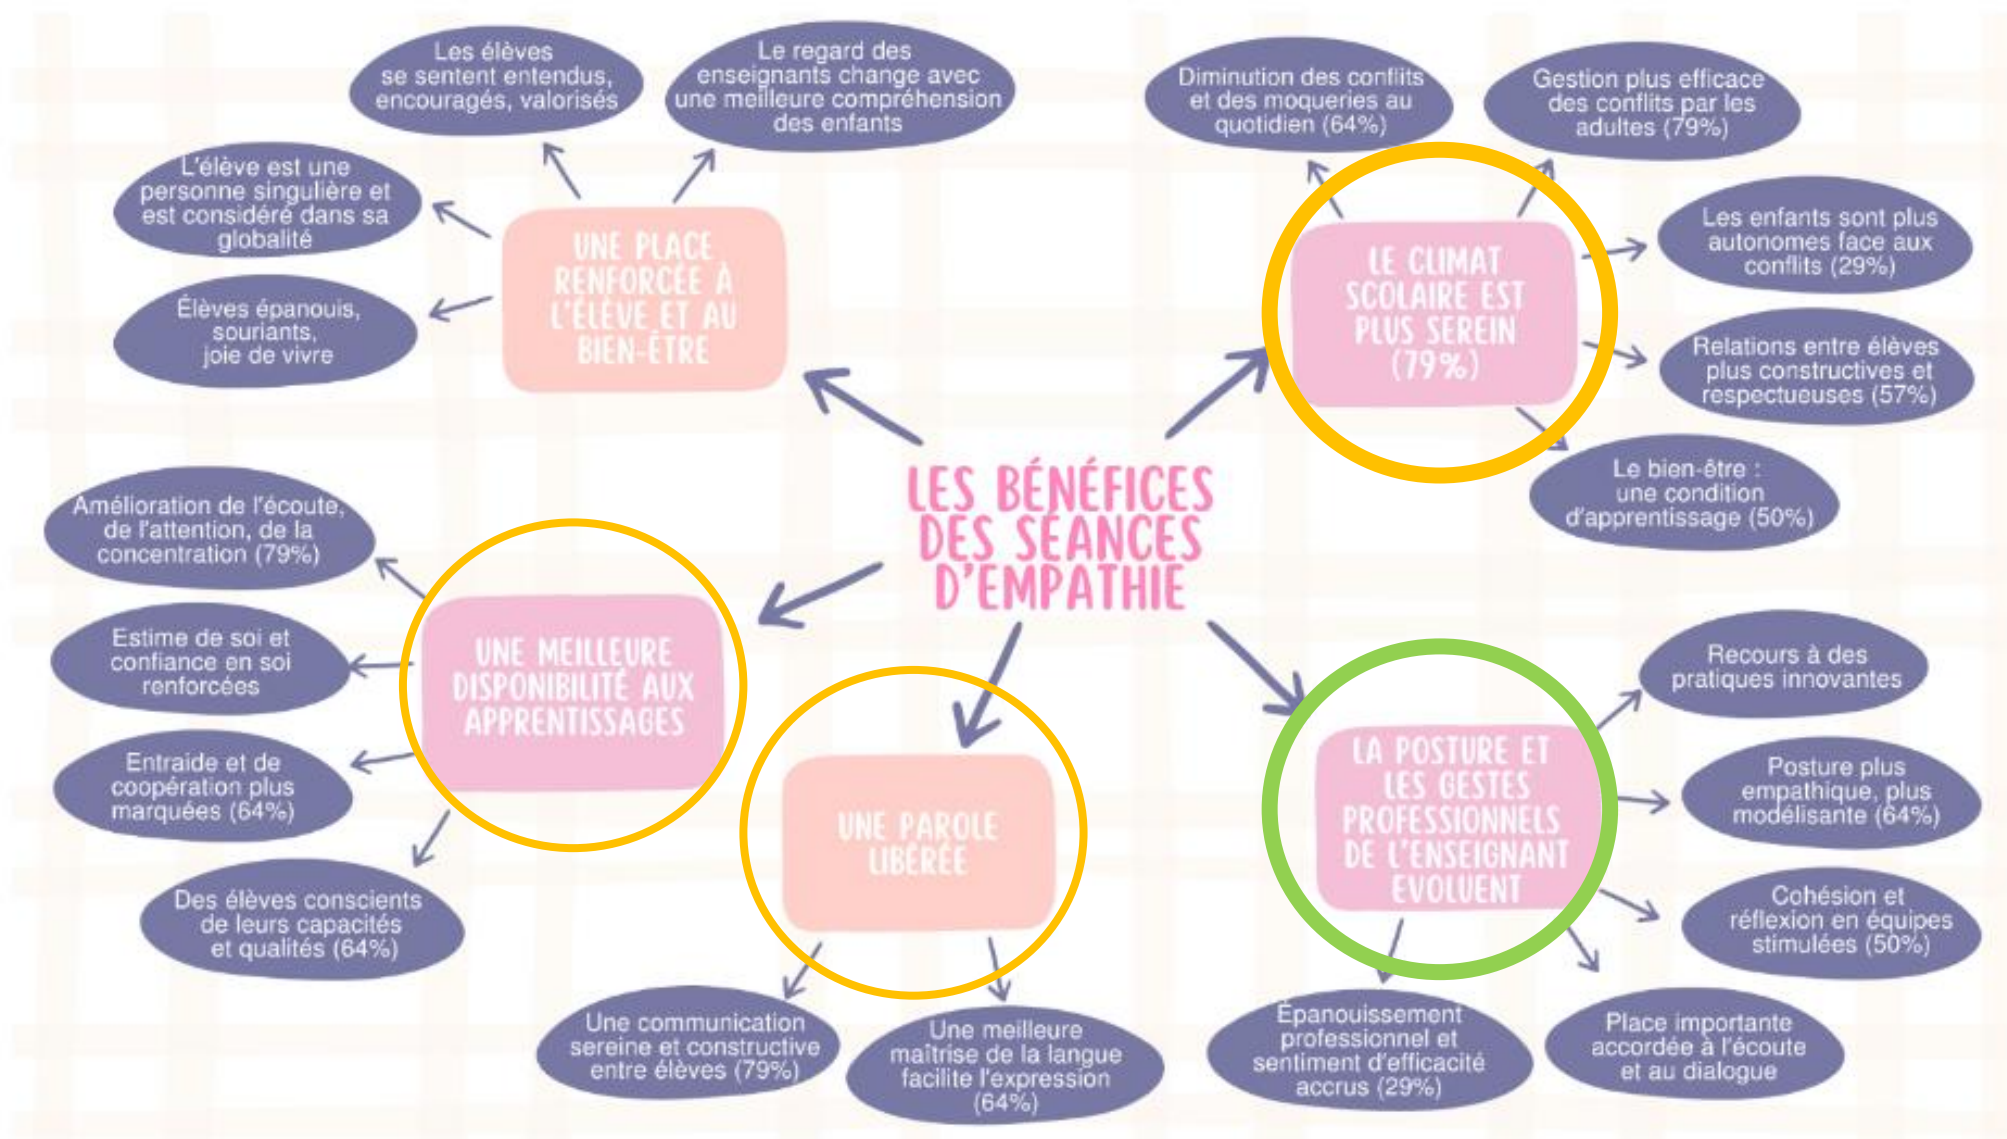 Les élèves
se sentent entendus,
encouragés, valorisés
Le regard des
enseignants change avec
une meilleure compréhension
des enfants
L'élève est une
personne singulière et
est considéré dans sa
globalité
Élèves épanouis,
souriants,
joie de vivre
UNE PLACE
RENFORCÉE À
L'ÉLÈVE ET AU
BIEN-ÊTRE
Diminution des conflits
et des moqueries au
quotidien (64%)
Gestion plus efficace
des conflits par les
adultes (79%)
Les enfants sont plus
autonomes face aux
conflits (29%)
Relations entre élèves
plus constructives et
respectueuses (57%)
Le bien-être :
une condition
d'apprentissage (50%)
LE CLIMAT
SCOLAIRE EST
PLUS SEREIN
(79%)
LES BÉNÉFICES
DES SÉANCES
D'EMPATHIE
Amélioration de l'écoute,
de l'attention, de la
concentration (79%)
Estime de soi et
confiance en soi
renforcées
Entraide et de
coopération plus
marquées (64%)
Des élèves conscients
de leurs capacités
et qualités (64%)
UNE MEILLEURE
DISPONIBILITÉ AUX
APPRENTISSAGES
UNE PAROLE
LIBÉRÉE
Une communication
sereine et constructive
entre élèves (79%)
Une meilleure
maîtrise de la langue
facilite l'expression
(64%)
LA POSTURE ET
LES GESTES
PROFESSIONNELS
DE L'ENSEIGNANT
EVOLUENT
Recours à des
pratiques innovantes
Posture plus
empathique, plus
modélisante (64%)
Cohésion et
réflexion en équipes
stimulées (50%)
Place importante
accordée à l'écoute
et au dialogue
Épanouissement
professionnel et
sentiment d'efficacité
accrus (29%)